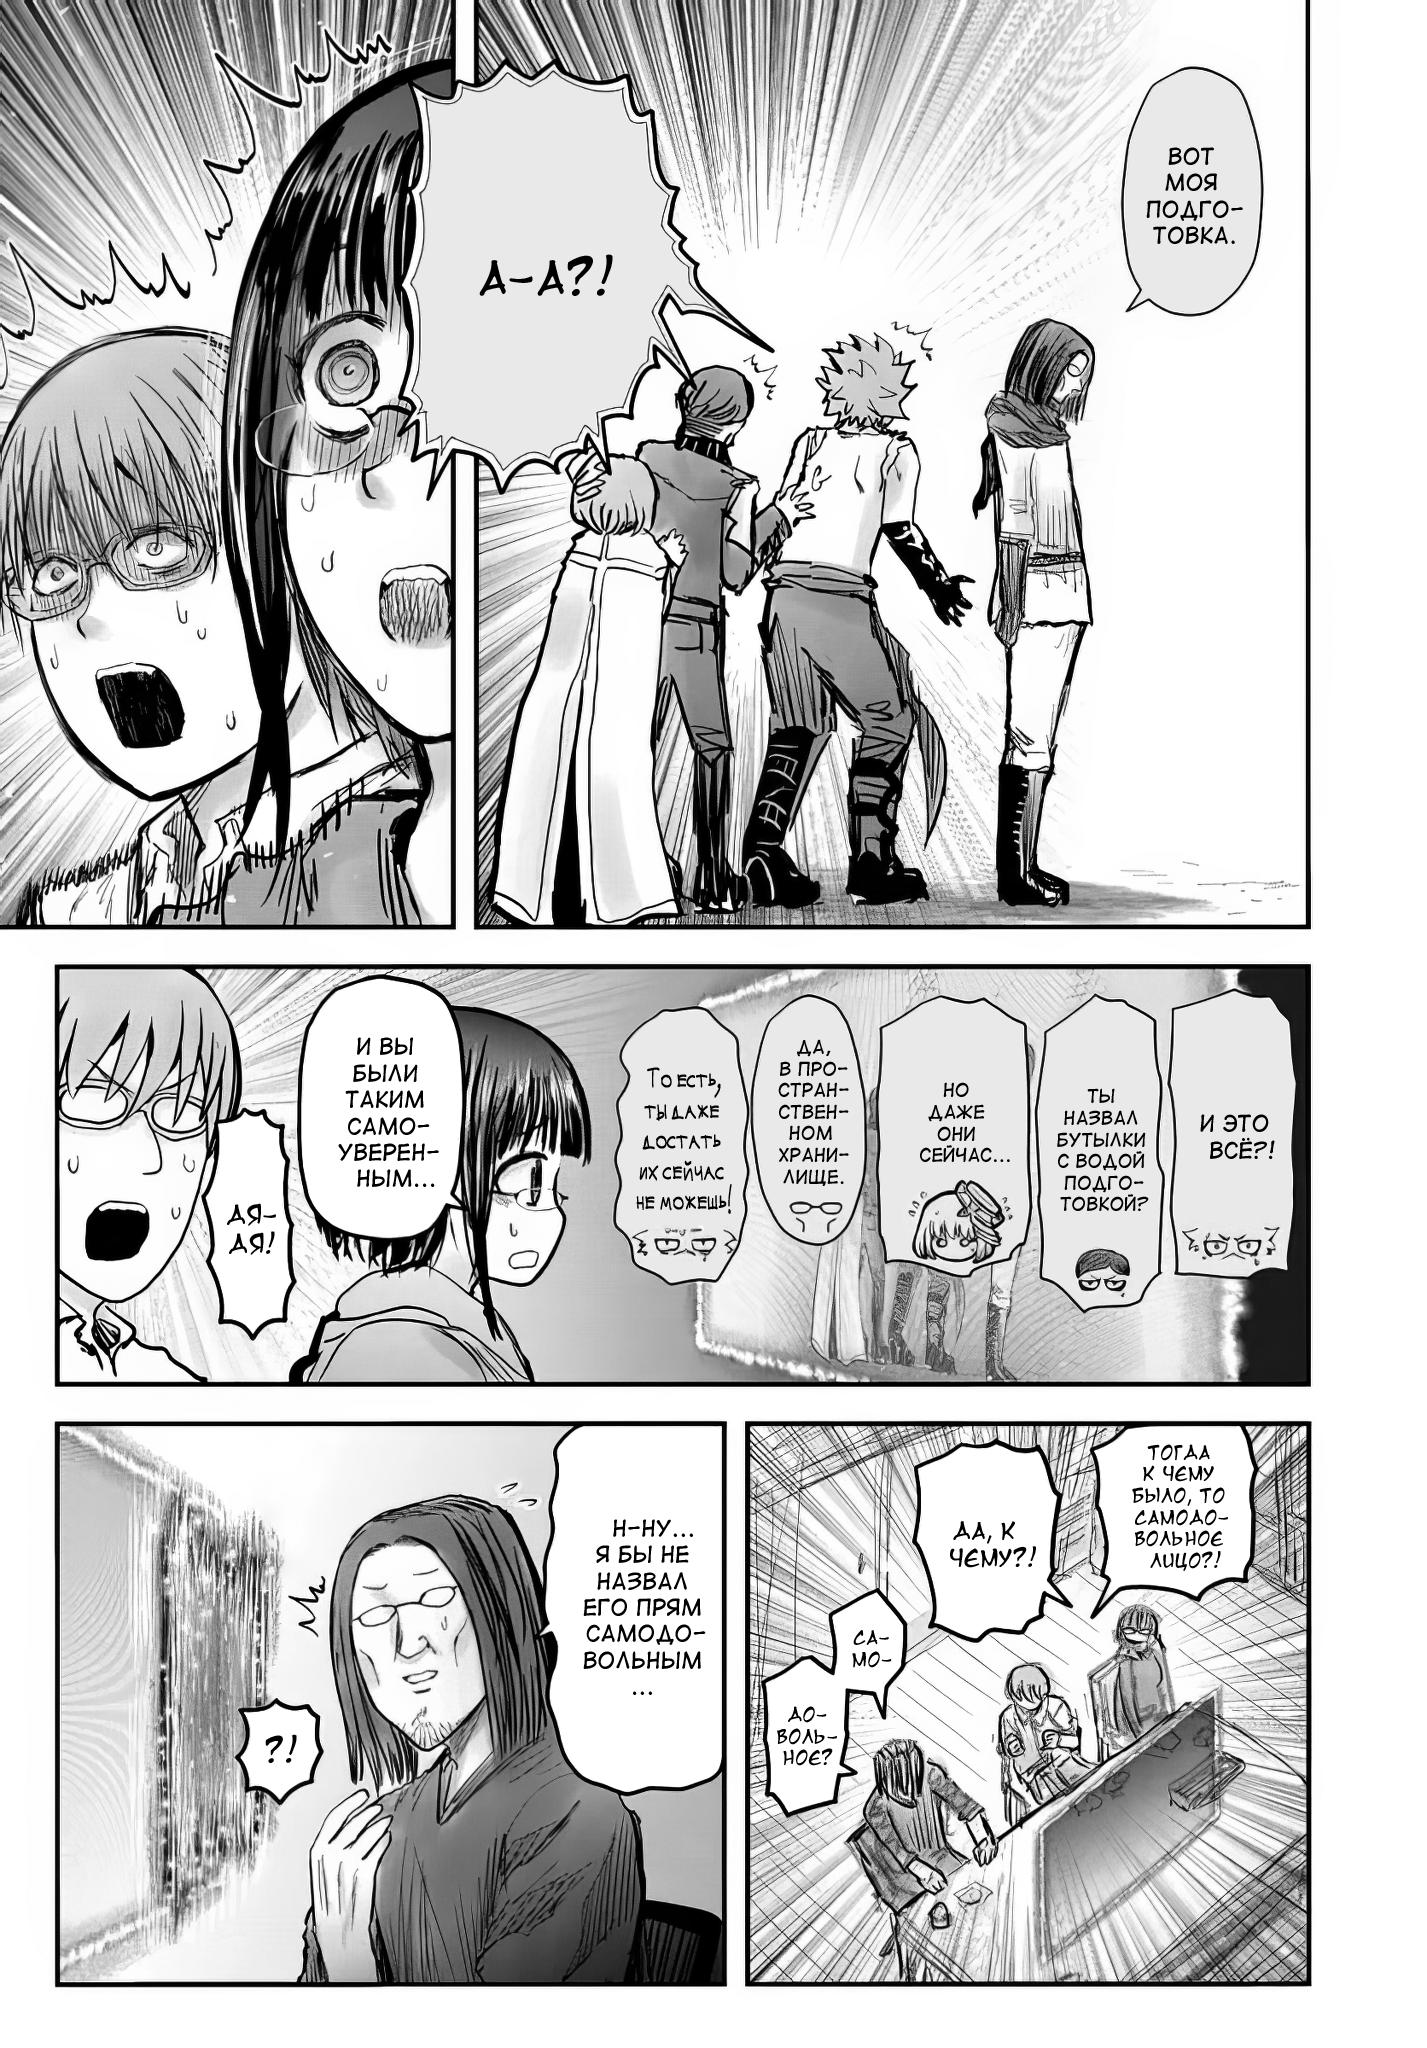 ВОТ
МОЯ
ПОДГО-
ТОВКА.
А-А?!
И ЭТО
ВСЁ?!
ТЫ
НАЗВАЛ
БУТЫЛКИ
С ВОДОЙ
ПОДГО-
ТОВКОЙ?
НО
ДАЖЕ
ОНИ
СЕЙЧАС...
ДА,
В ПРО-
СТРАН-
СТВЕН-
НОМ
ХРАНИ-
ЛИЩЕ.
ТО ЕСТЬ,
ТЫ ДАЖЕ
ДОСТАТЬ
ИХ СЕЙЧАС
НЕ МОЖЕШЬ!
И ВЫ
БЫЛИ
ТАКИМ
САМО-
УВЕРЕН-
НЫМ...
ДЯ-
ДЯ!
ТОГДА
К ЧЕМУ
БЫЛО, ТО
САМОДО-
ВОЛЬНОЕ
ЛИЦО?!
ДА, К
ЧЕМУ?!
СА-
МО-
ДО-
ВОЛЬ-
НОЕ?
Н-НУ...
Я БЫ НЕ
НАЗВАЛ
ЕГО ПРЯМ
САМОДО-
ВОЛЬНЫМ
...
?!